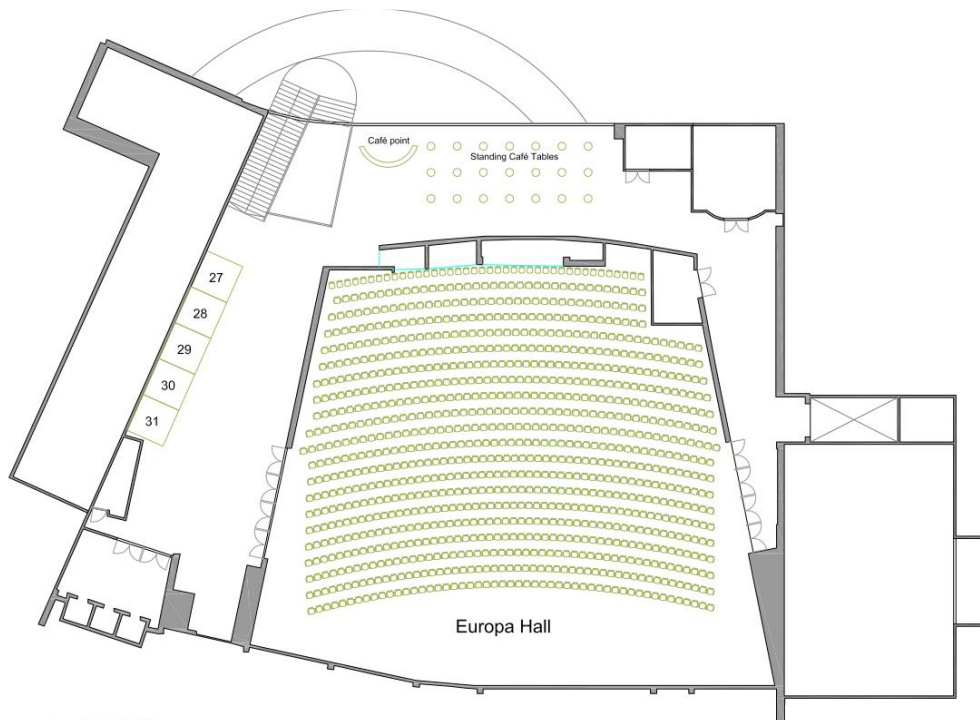 Café point
Standing Café Tables
27
28
29
30
31
Europa Hall